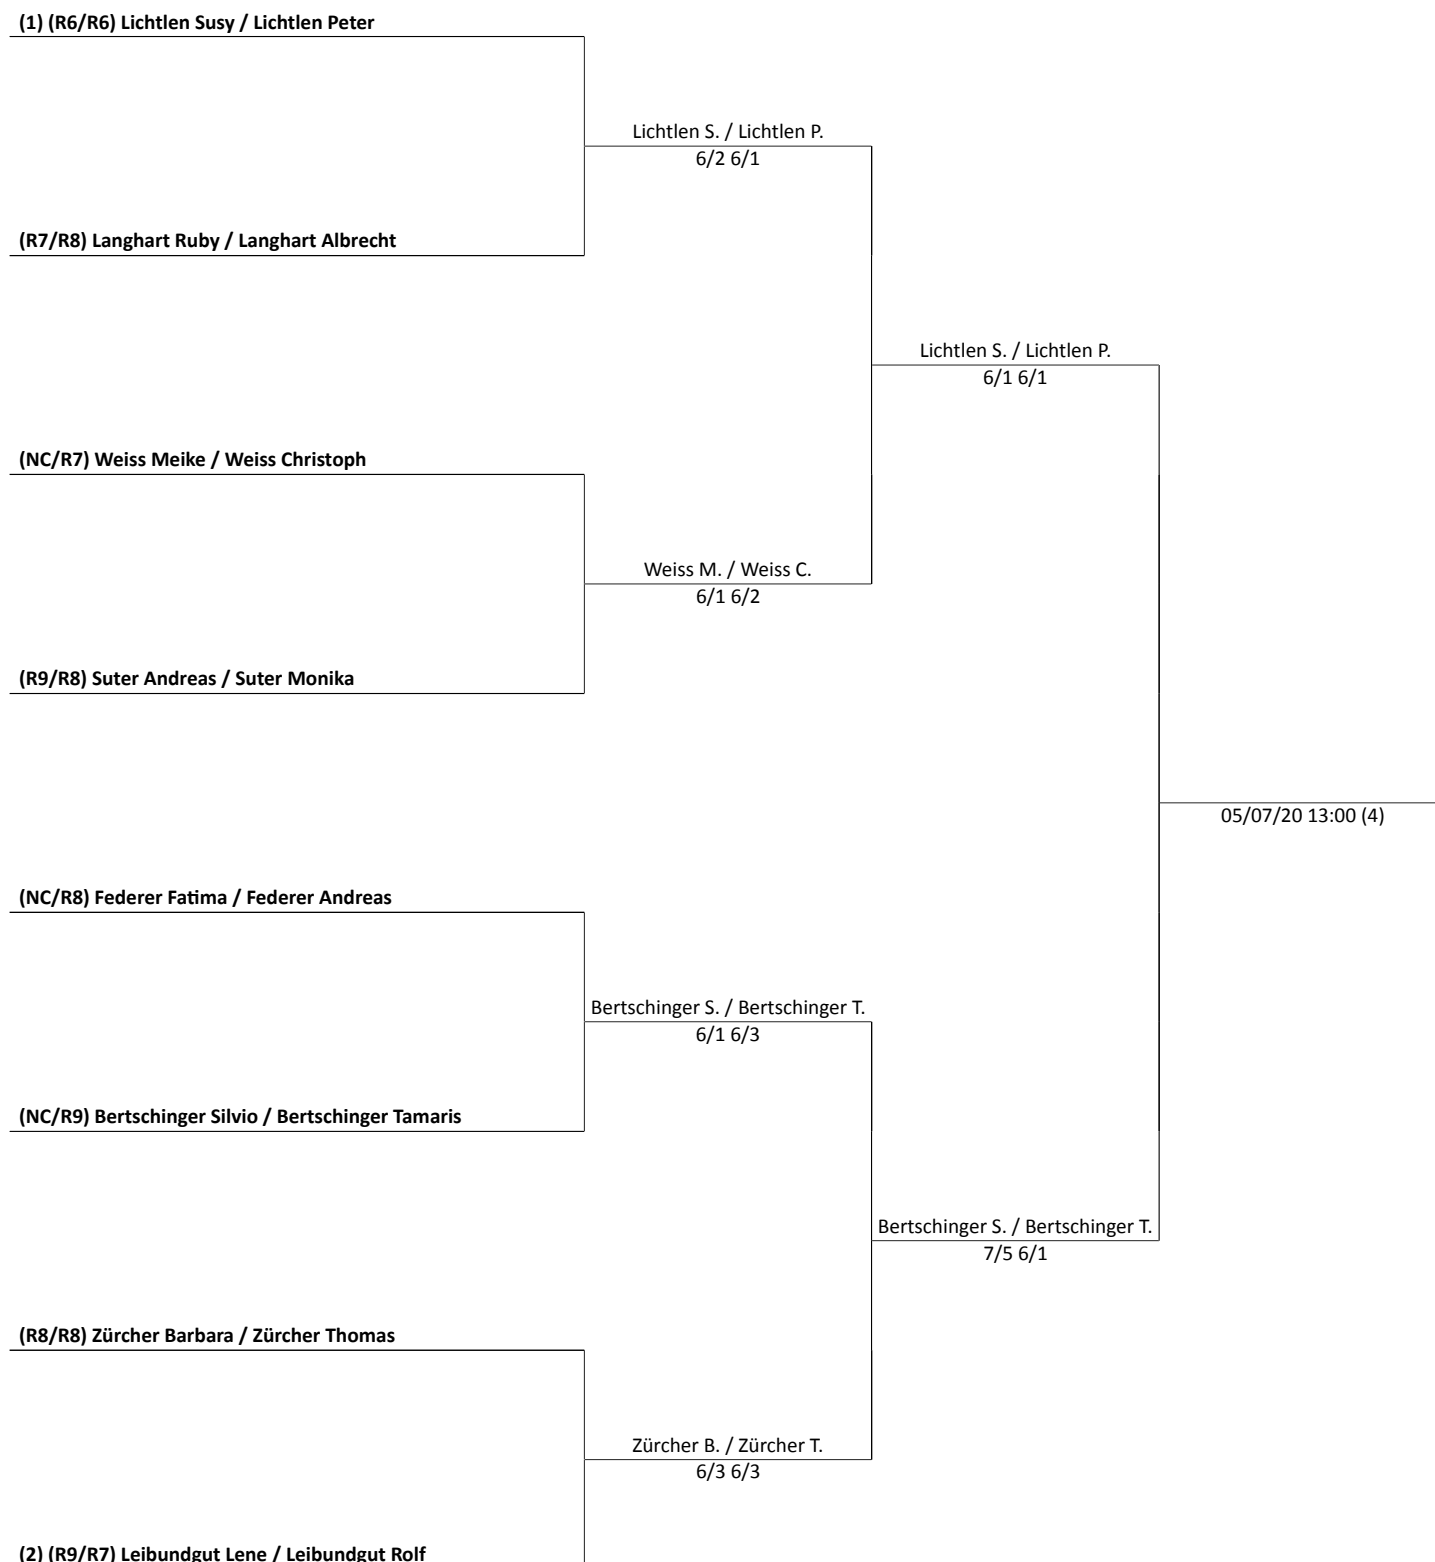 (1) (R6/R6) Lichtlen Susy / Lichtlen Peter
Lichtlen S. / Lichtlen P.
6/2 6/1
(R7/R8) Langhart Ruby / Langhart Albrecht
Lichtlen S. / Lichtlen P.
6/1 6/1
(NC/R7) Weiss Meike / Weiss Christoph
Weiss M. / Weiss C.
6/1 6/2
(R9/R8) Suter Andreas / Suter Monika
05/07/20 13:00 (4)
(NC/R8) Federer Fatima / Federer Andreas
Bertschinger S. / Bertschinger T.
6/1 6/3
(NC/R9) Bertschinger Silvio / Bertschinger Tamaris
Bertschinger S. / Bertschinger T.
7/5 6/1
(R8/R8) Zürcher Barbara / Zürcher Thomas
Zürcher B. / Zürcher T.
6/3 6/3
(2) (R9/R7) Leibundgut Lene / Leibundgut Rolf